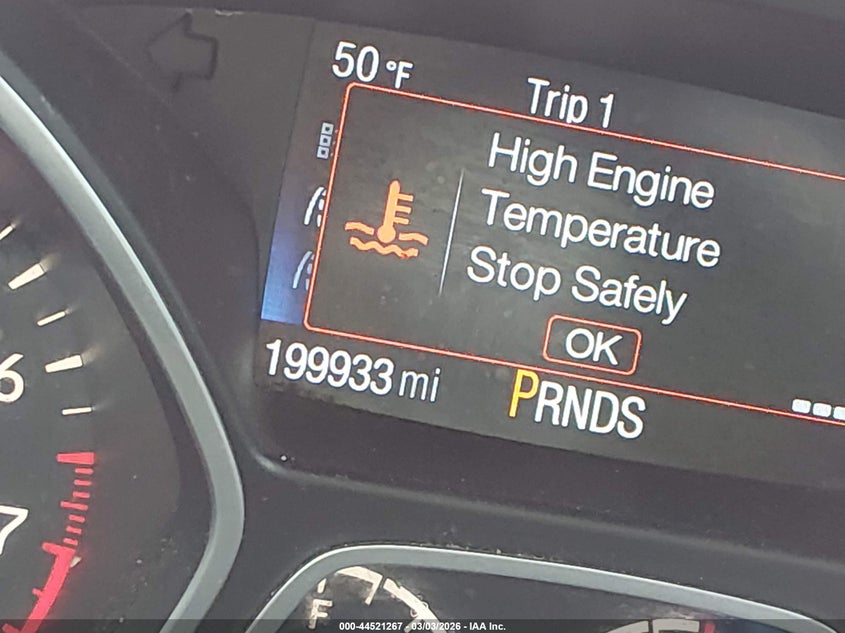 50 °F
Trip 1
High Engine
Temperature
Stop Safely
OK
199933 mi
PRNDS
6
7
F
000-44521267 - 03/03/2026 - IAA Inc.